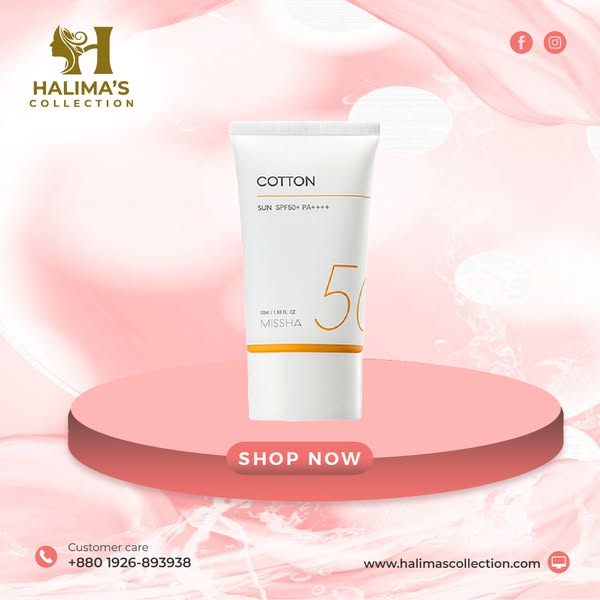 HALIMA'S
COLLECTION
COTTON
SUN SPF50+ PA++++
50
50ml / 1.69 FL. OZ
MISSHA
SHOP NOW
Customer care
+880 1926-893938
www.halimascollection.com